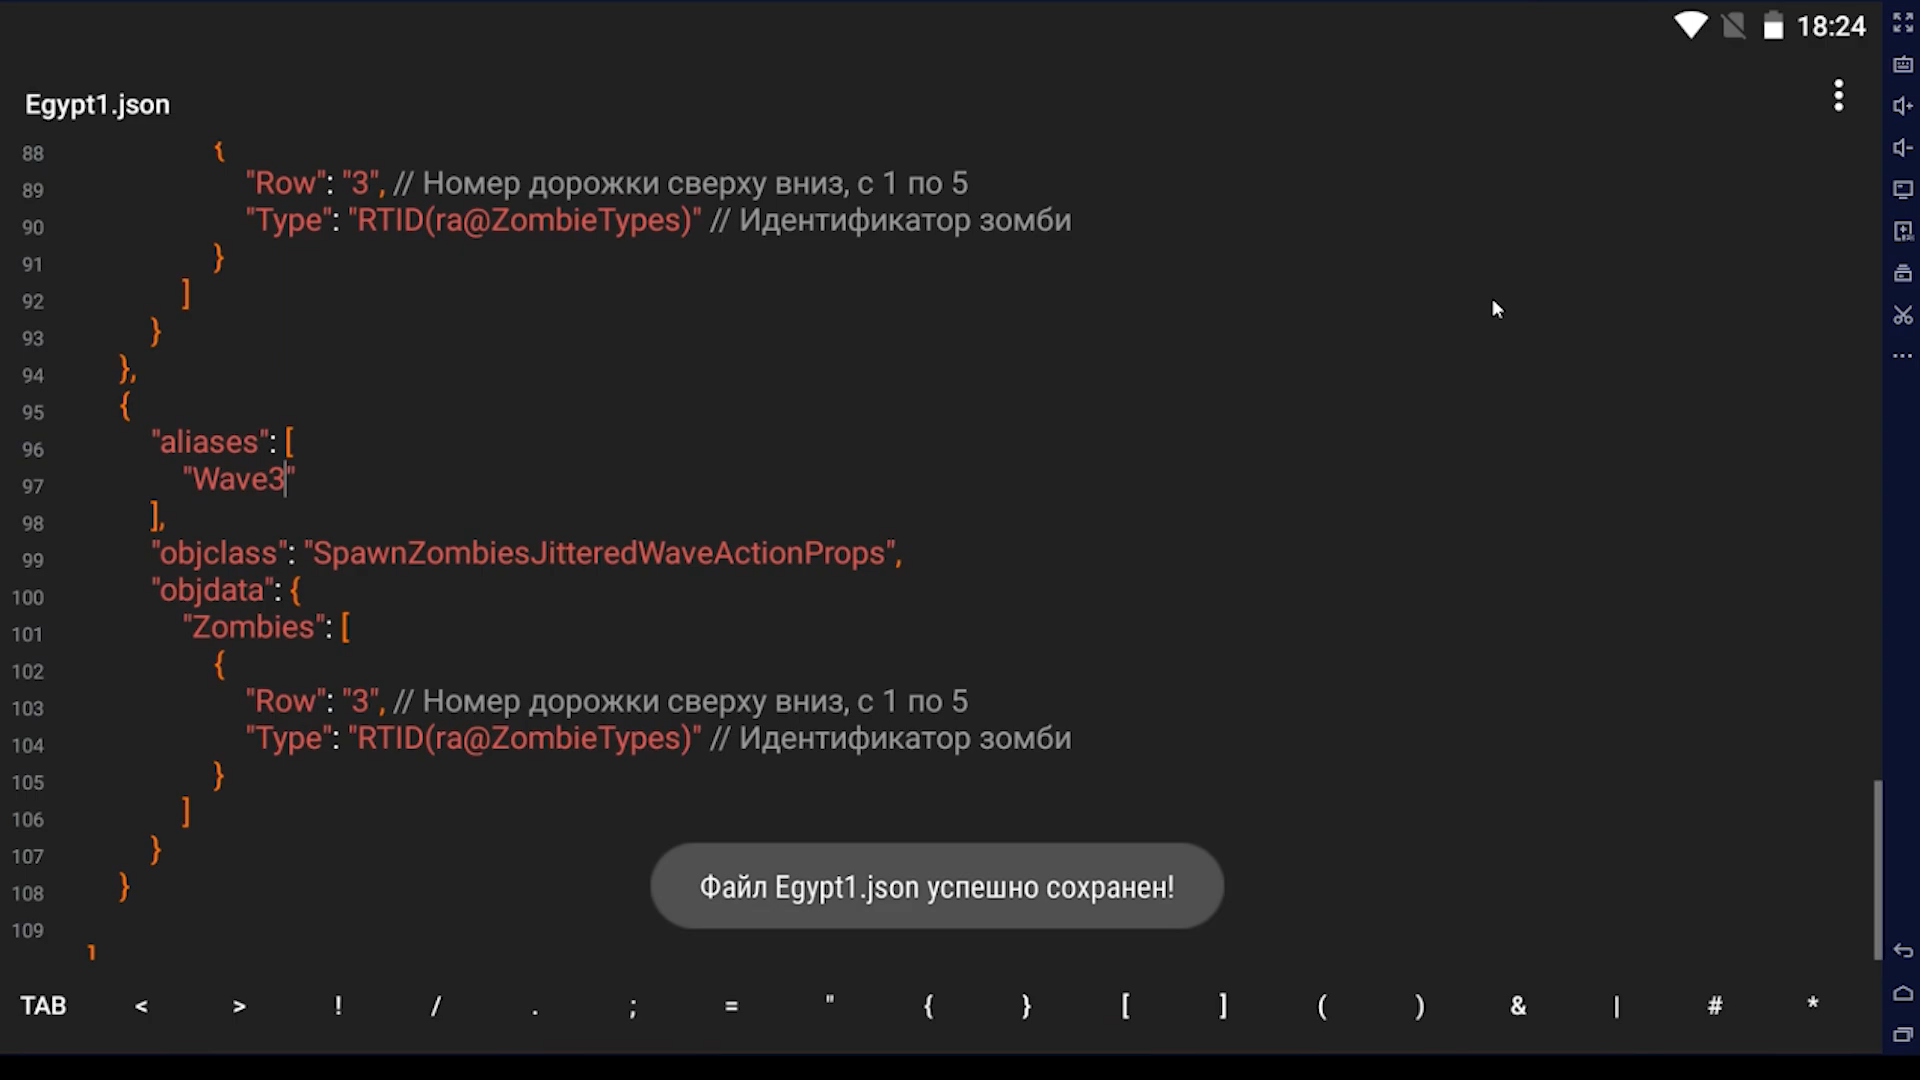 18:24
Egypt1.json
88 {
89 "Row": "3", // Номер дорожки сверху вниз, с 1 по 5
90 "Type": "RTID(ra@ZombieTypes)" // Идентификатор зомби
91 }
92 ]
93 }
94 },
95 {
96 "aliases": [
97 "Wave3"
98 ],
99 "objclass": "SpawnZombiesJitteredWaveActionProps",
100 "objdata": {
101 "Zombies": [
102 {
103 "Row": "3", // Номер дорожки сверху вниз, с 1 по 5
104 "Type": "RTID(ra@ZombieTypes)" // Идентификатор зомби
105 }
106 ]
107 }
108 }
109 ]
Файл Egypt1.json успешно сохранен!
TAB < > ! / . ; = " { } [ ] ( ) & | # *